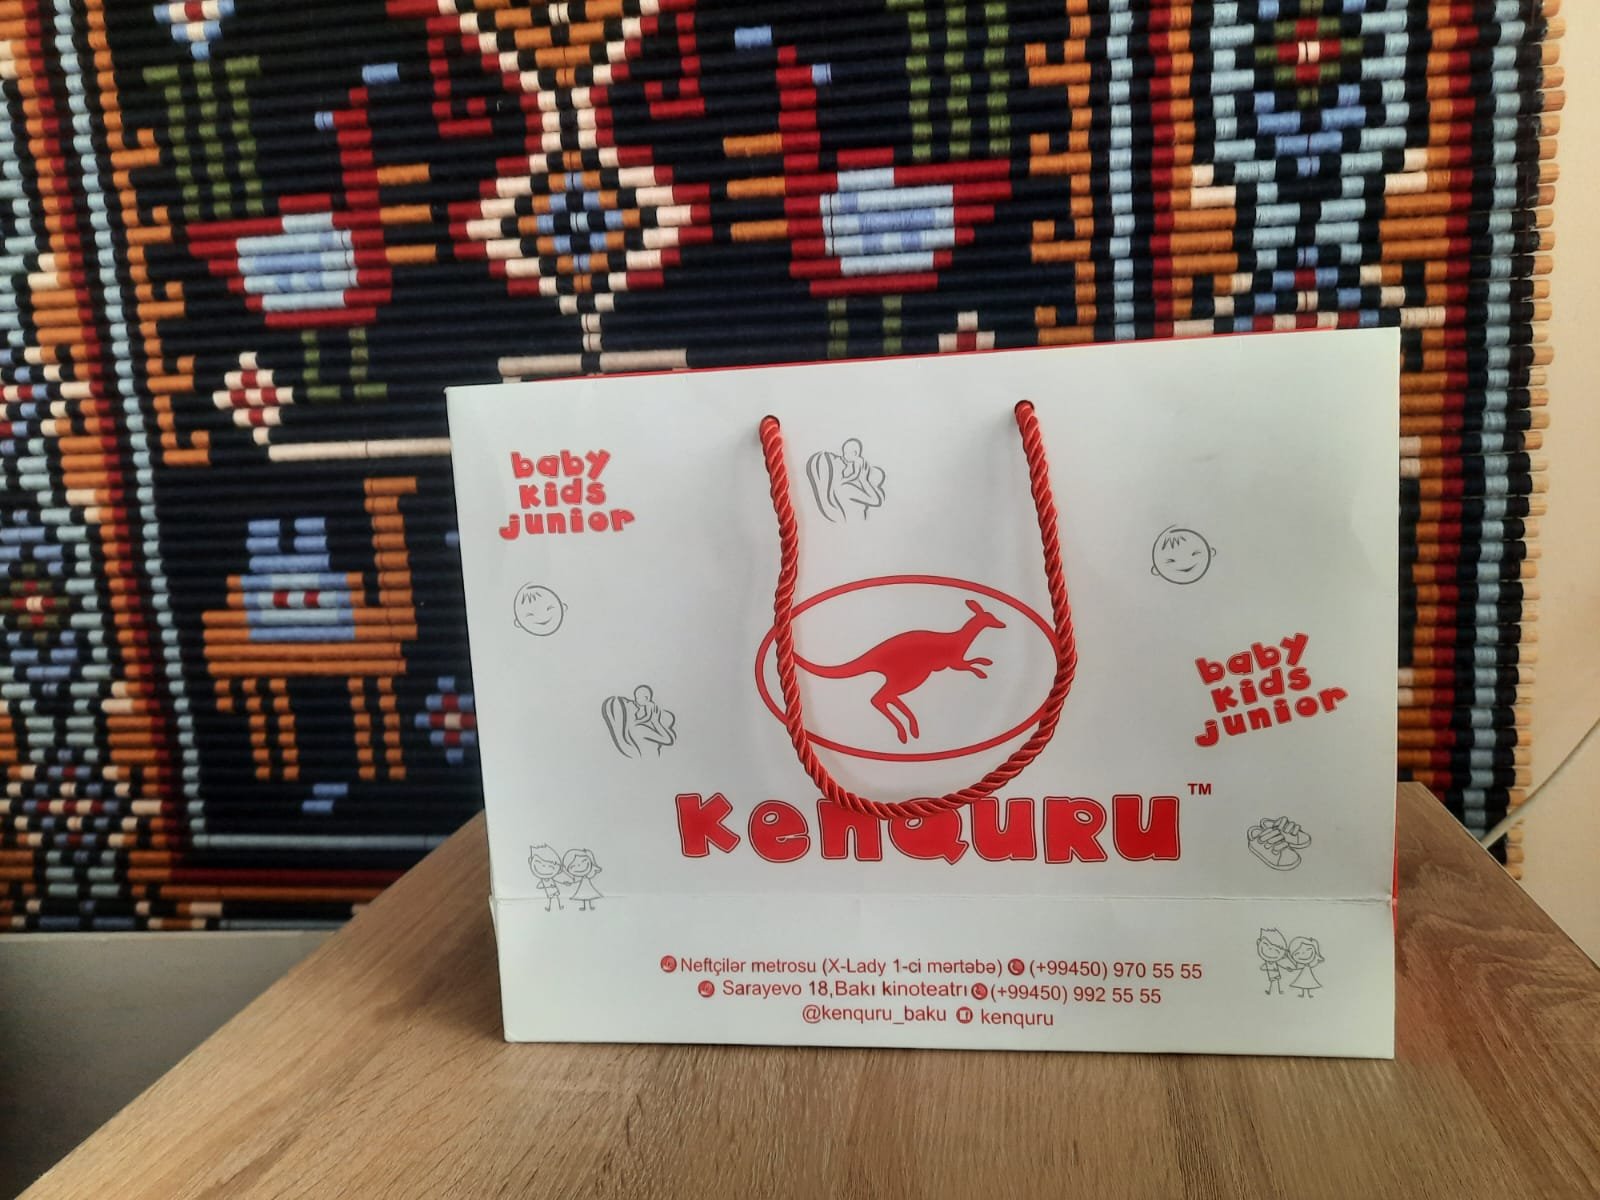 baby
kids
junior
baby
kids
junior
KenQURU™
Neftçilər metrosu (X-Lady 1-ci mərtəbə) (+99450) 970 55 55
Sarayevo 18,Bakı kinoteatrı (+99450) 992 55 55
@kenquru_baku kenquru